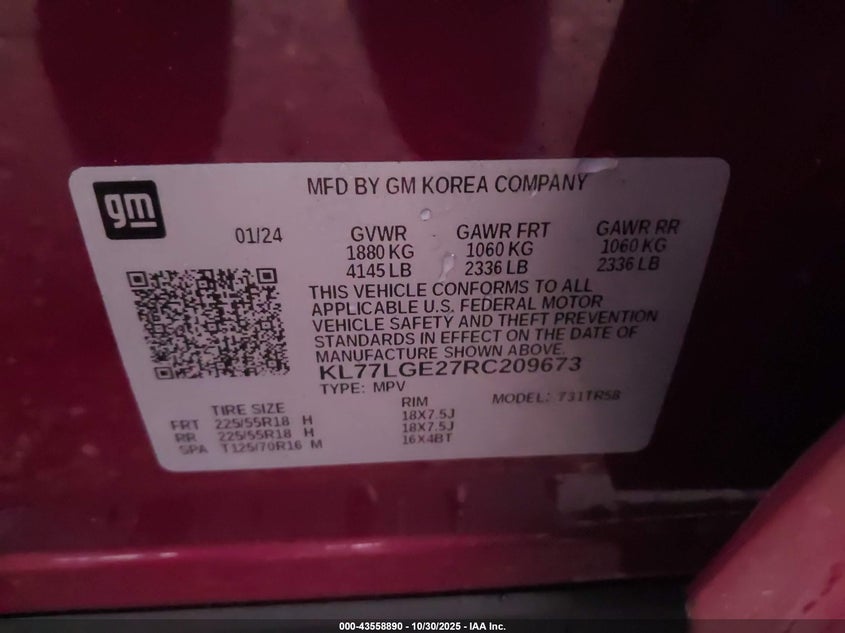 gm
MFD BY GM KOREA COMPANY
01/24
GVWR
1880 KG
4145 LB
GAWR FRT
1060 KG
2336 LB
GAWR RR
1060 KG
2336 LB
THIS VEHICLE CONFORMS TO ALL
APPLICABLE U.S. FEDERAL MOTOR
VEHICLE SAFETY AND THEFT PREVENTION
STANDARDS IN EFFECT ON THE DATE OF
MANUFACTURE SHOWN ABOVE.
KL77LGE27RC209673
TYPE: MPV
MODEL: 731TR58
TIRE SIZE
RIM
FRT 225/55R18 H 18X7.5J
RR 225/55R18 H 18X7.5J
SPA T125/70R16 M 16X4BT
000-43558890 - 10/30/2025 - IAA Inc.